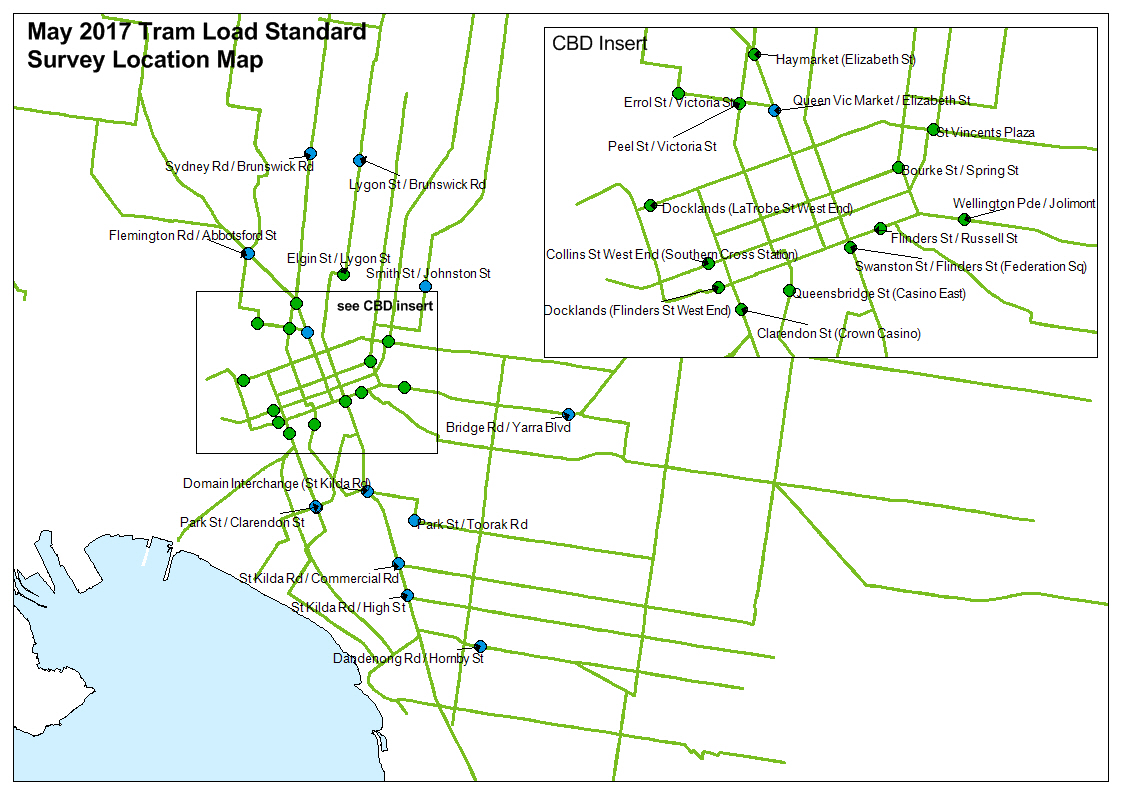 May 2017 Tram Load Standard
Survey Location Map
CBD Insert
Haymarket (Elizabeth St)
Errol St / Victoria St
Queen Vic Market / Elizabeth St
Peel St / Victoria St
St Vincents Plaza
Bourke St / Spring St
Docklands (LaTrobe St West End)
Wellington Pde / Jolimont
Flinders St / Russell St
Collins St West End (Southern Cross Station)
Swanston St / Flinders St (Federation Sq)
Queensbridge St (Casino East)
Docklands (Flinders St West End)
Clarendon St (Crown Casino)
Sydney Rd / Brunswick Rd
Lygon St / Brunswick Rd
Flemington Rd / Abbotsford St
Elgin St / Lygon St
Smith St / Johnston St
see CBD insert
Bridge Rd / Yarra Blvd
Domain Interchange (St Kilda Rd)
Park St / Clarendon St
Park St / Toorak Rd
St Kilda Rd / Commercial Rd
St Kilda Rd / High St
Dandenong Rd / Hornby St